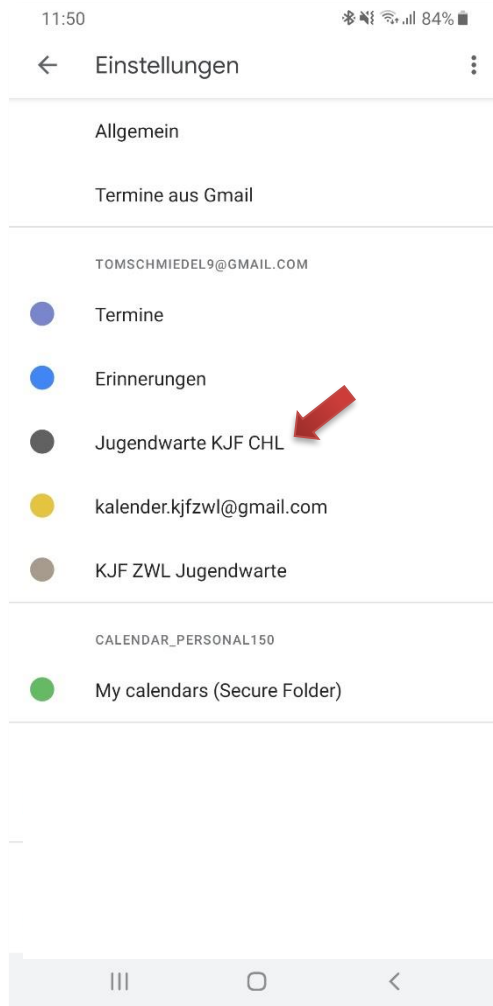 11:50 84%
Einstellungen
Allgemein
Termine aus Gmail
TOMSCHMIEDEL9@GMAIL.COM
Termine
Erinnerungen
Jugendwarte KJF CHL
kalender.kjfzwl@gmail.com
KJF ZWL Jugendwarte
CALENDAR_PERSONAL150
My calendars (Secure Folder)